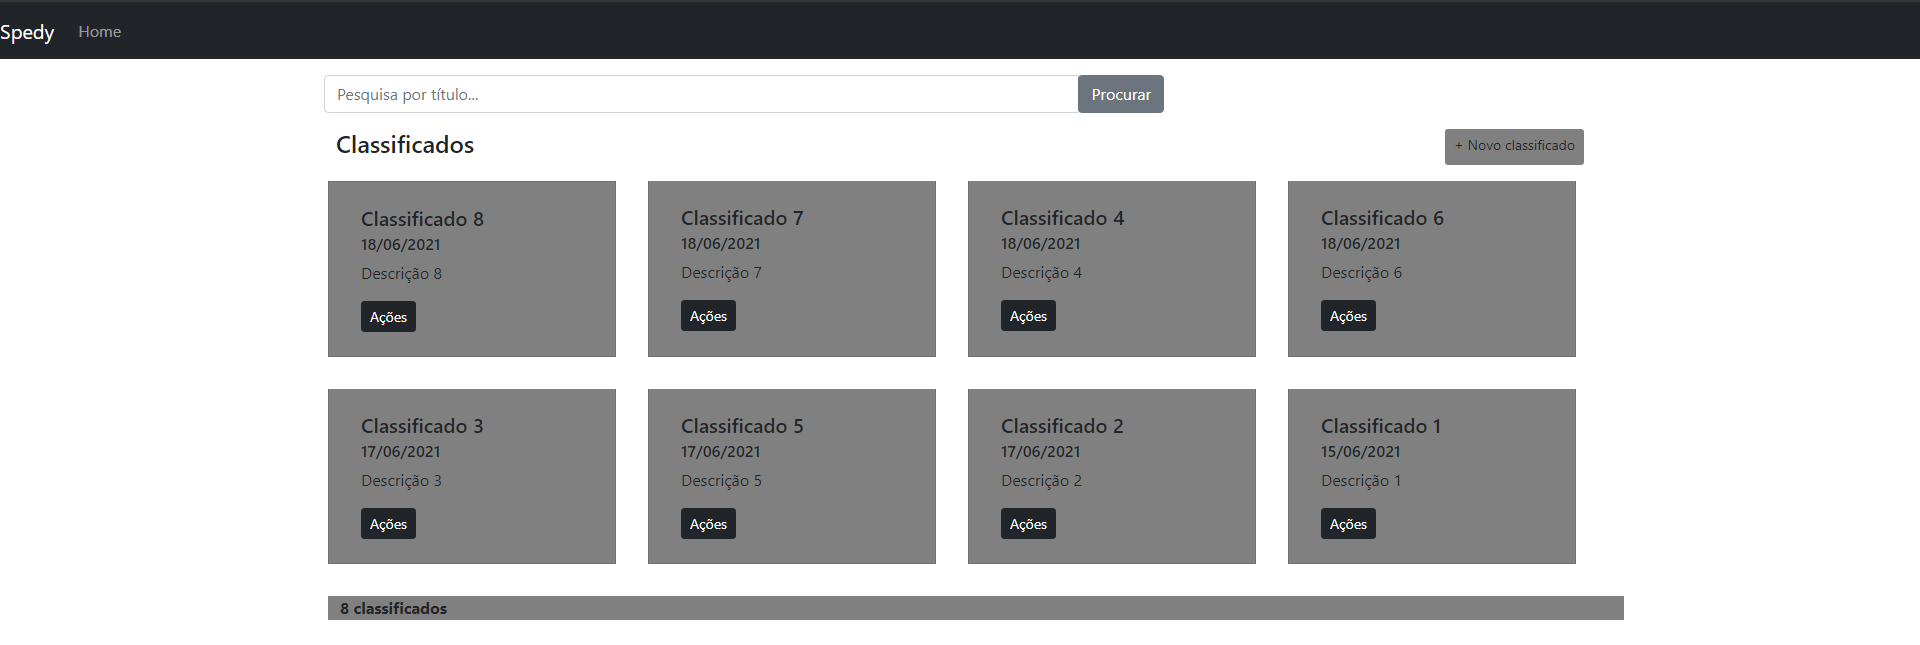 Spedy Home
Pesquisa por título... Procurar
Classificados
+ Novo classificado
Classificado 8
18/06/2021
Descrição 8
Ações
Classificado 7
18/06/2021
Descrição 7
Ações
Classificado 4
18/06/2021
Descrição 4
Ações
Classificado 6
18/06/2021
Descrição 6
Ações
Classificado 3
17/06/2021
Descrição 3
Ações
Classificado 5
17/06/2021
Descrição 5
Ações
Classificado 2
17/06/2021
Descrição 2
Ações
Classificado 1
15/06/2021
Descrição 1
Ações
8 classificados